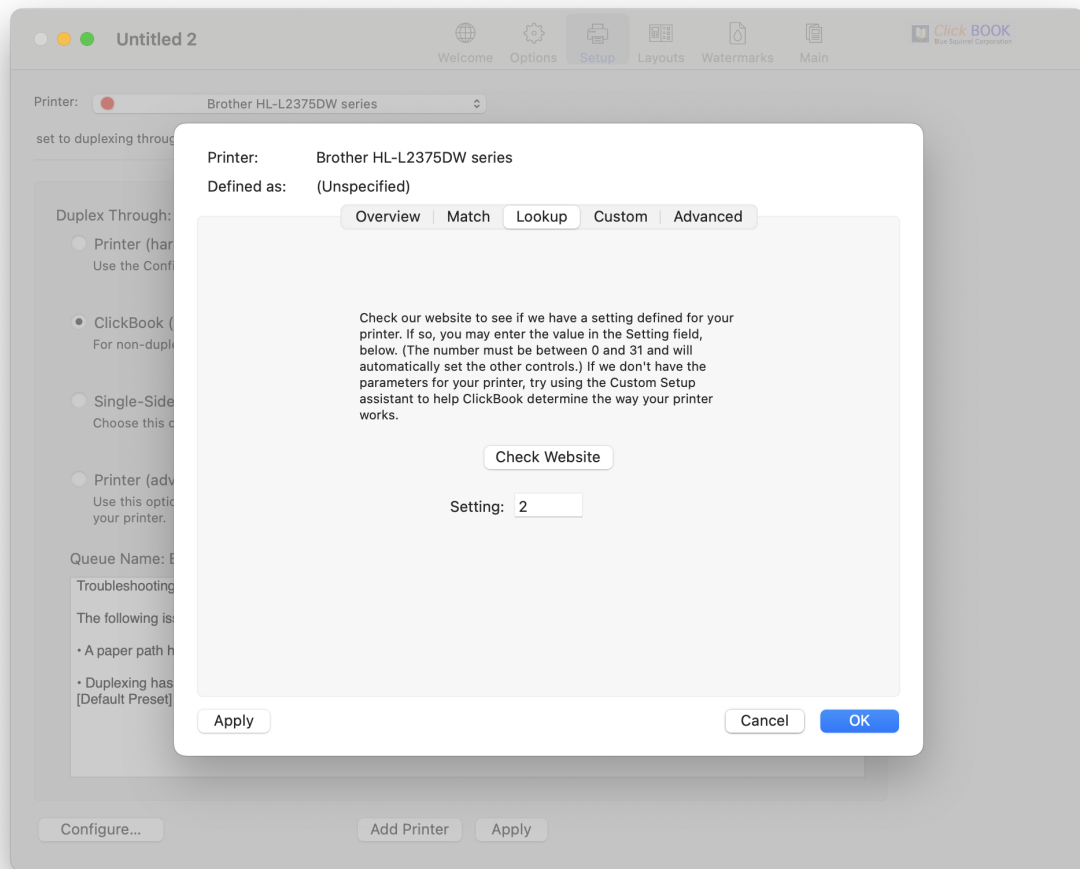 Untitled 2
Welcome
Options
Setup
Layouts
Watermarks
Main
Click BOOK
Blue Squirrel Corporation
Printer:
Brother HL-L2375DW series
set to duplexing throug
Printer: Brother HL-L2375DW series
Defined as: (Unspecified)
Overview
Match
Lookup
Custom
Advanced
Check our website to see if we have a setting defined for your
printer. If so, you may enter the value in the Setting field,
below. (The number must be between 0 and 31 and will
automatically set the other controls.) If we don't have the
parameters for your printer, try using the Custom Setup
assistant to help ClickBook determine the way your printer
works.
Check Website
Setting: 2
Apply
Cancel
OK
Duplex Through:
Printer (har
Use the Confi
ClickBook (
For non-duple
Single-Side
Choose this o
Printer (adv
Use this optio
your printer.
Queue Name:
Troubleshooting
The following is
• A paper path h
• Duplexing has
[Default Preset]
Configure...
Add Printer
Apply